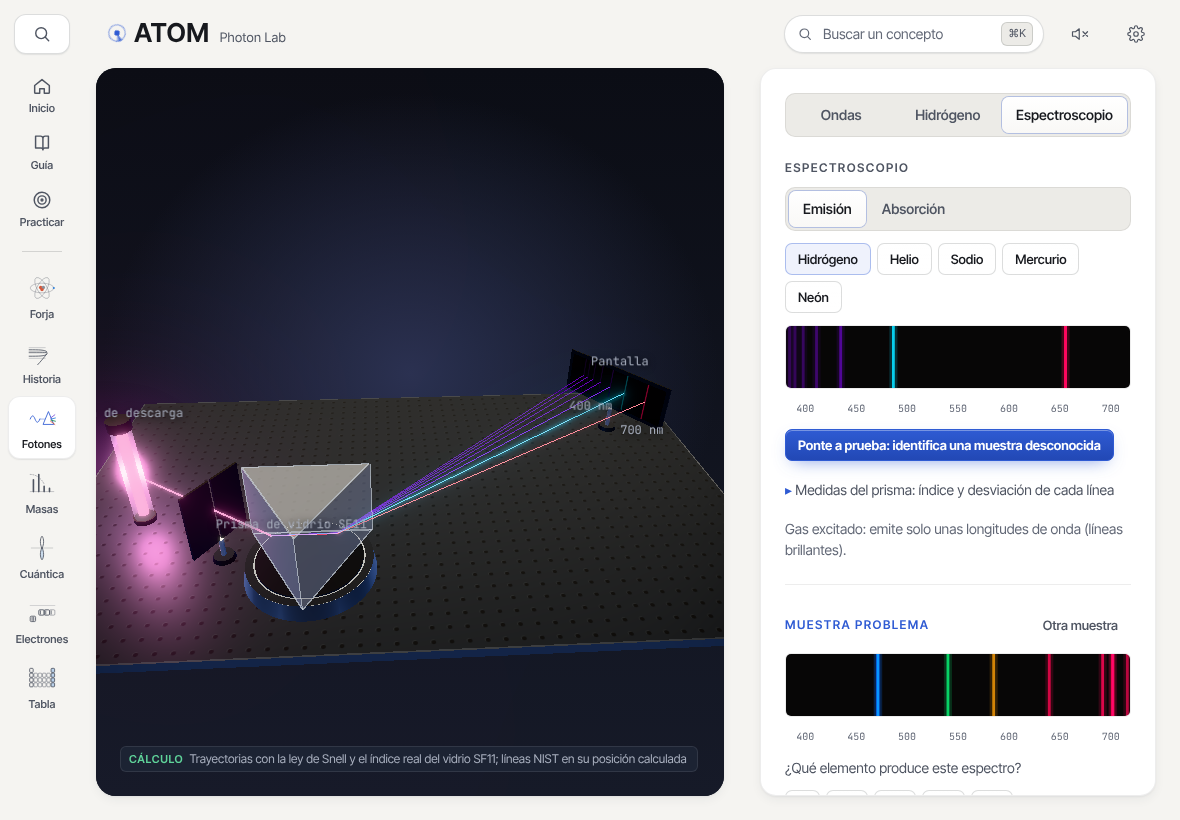 ATOM Photon Lab
Buscar un concepto ⌘K
Inicio
Guía
Practicar
Forja
Historia
Fotones
Masas
Cuántica
Electrones
Tabla
Pantalla
400 nm
700 nm
de descarga
Prisma de vidrio SF11
CÁLCULO Trayectorias con la ley de Snell y el índice real del vidrio SF11; líneas NIST en su posición calculada
Ondas Hidrógeno Espectroscopio
ESPECTROSCOPIO
Emisión Absorción
Hidrógeno Helio Sodio Mercurio
Neón
400 450 500 550 600 650 700
Ponte a prueba: identifica una muestra desconocida
▸ Medidas del prisma: índice y desviación de cada línea
Gas excitado: emite solo unas longitudes de onda (líneas
brillantes).
MUESTRA PROBLEMA Otra muestra
400 450 500 550 600 650 700
¿Qué elemento produce este espectro?